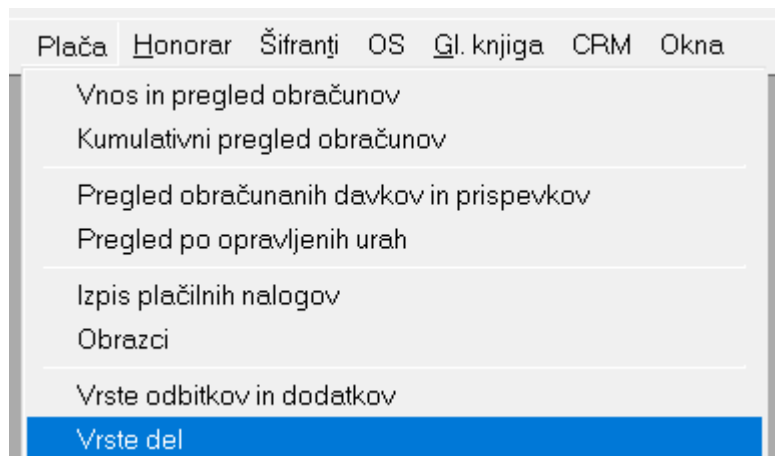 Plača Honorar Šifranti OS Gl. knjiga CRM Okna
Vnos in pregled obračunov
Kumulativni pregled obračunov
Pregled obračunanih davkov in prispevkov
Pregled po opravljenih urah
Izpis plačilnih nalogov
Obrazci
Vrste odbitkov in dodatkov
Vrste del